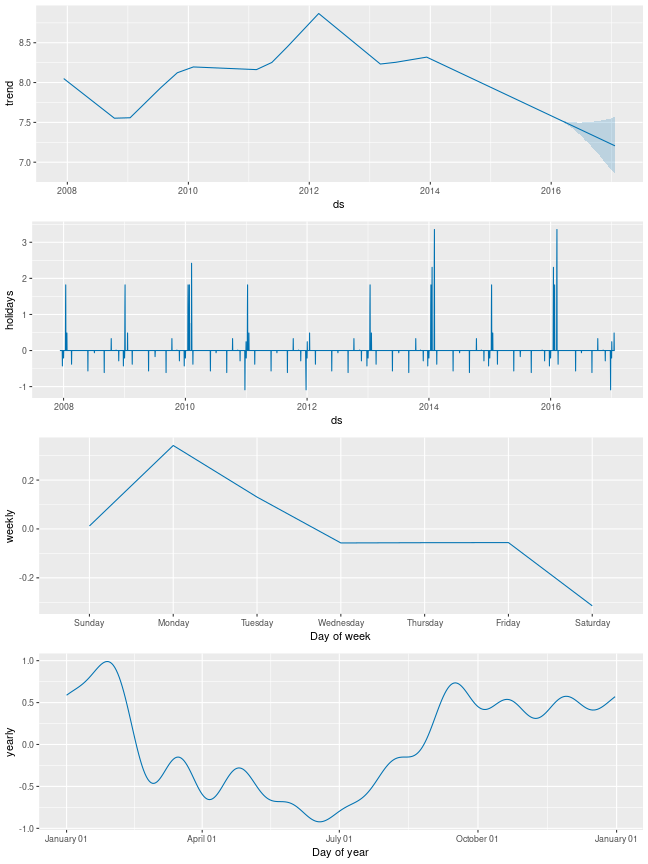 8.5
8.0
7.5
7.0
trend
2008 2010 2012 2014 2016
ds
3
2
1
0
-1
holidays
2008 2010 2012 2014 2016
ds
0.2
0.0
-0.2
weekly
Sunday Monday Tuesday Wednesday Thursday Friday Saturday
Day of week
1.0
0.5
0.0
-0.5
-1.0
yearly
January 01 April 01 July 01 October 01 January 01
Day of year